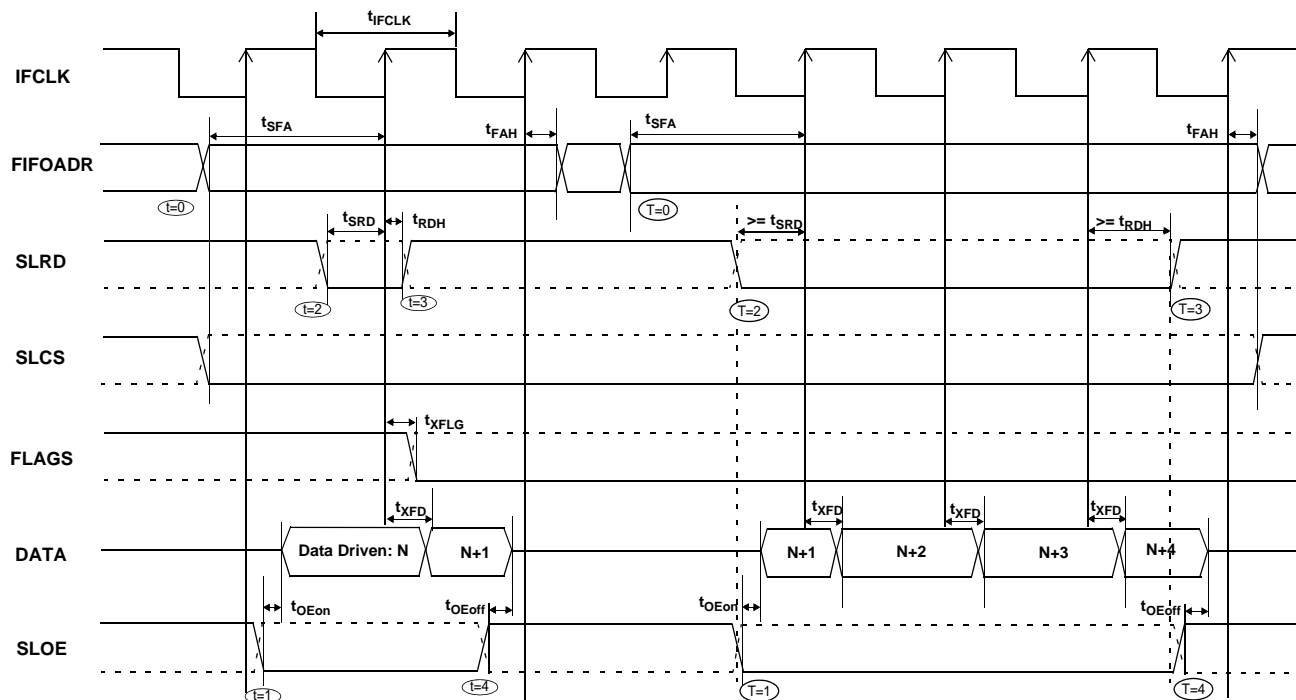 tIFCLK
IFCLK
tSFA
tFAH
tSFA
tFAH
FIFOADR
t=0
T=0
tSRD
tRDH
>= tSRD
>= tRDH
SLRD
t=2
t=3
T=2
T=3
SLCS
tXFLG
FLAGS
tXFD
tXFD
tXFD
tXFD
DATA
Data Driven: N
N+1
N+1
N+2
N+3
N+4
tOEon
tOEoff
tOEon
tOEoff
SLOE
t=1
t=4
T=1
T=4